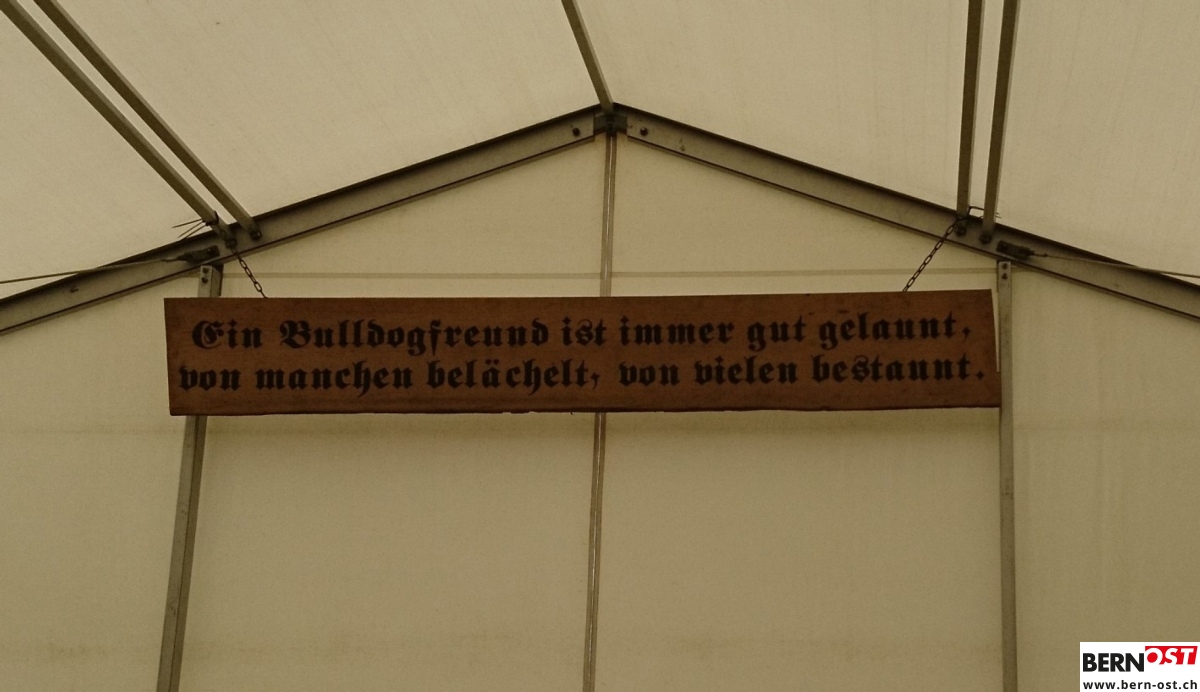 Ein Bulldogfreund ist immer gut gelaunt,
von manchen belächelt, von vielen bestaunt.
BERNOST
www.bern-ost.ch